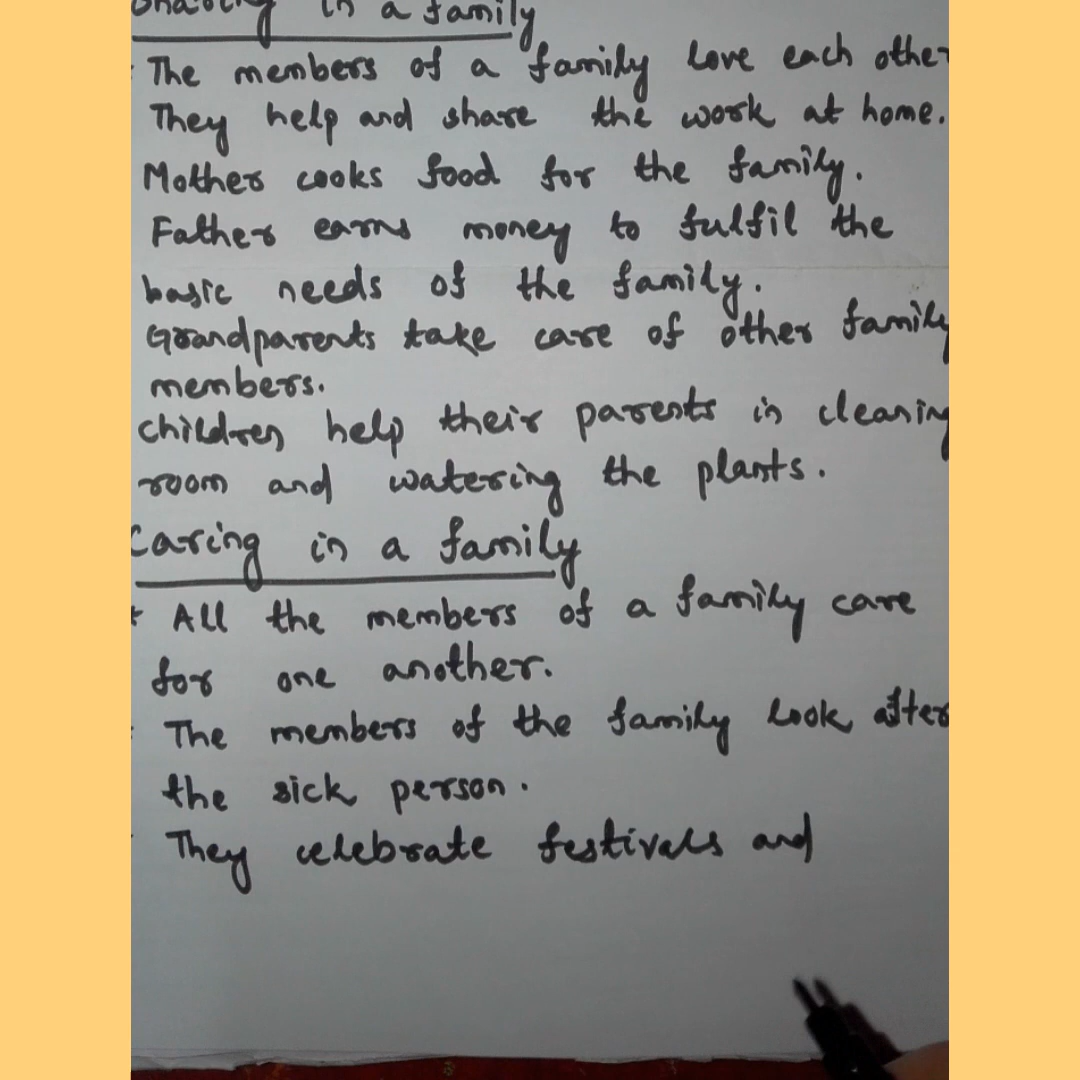 Sharing in a family
The members of a family love each other
They help and share the work at home.
Mother cooks food for the family.
Father earns money to fulfil the
basic needs of the family.
Grandparents take care of other family
members.
children help their parents in cleaning
room and watering the plants.
Caring in a family
* All the members of a family care
for one another.
The members of the family look after
the sick person.
They celebrate festivals and